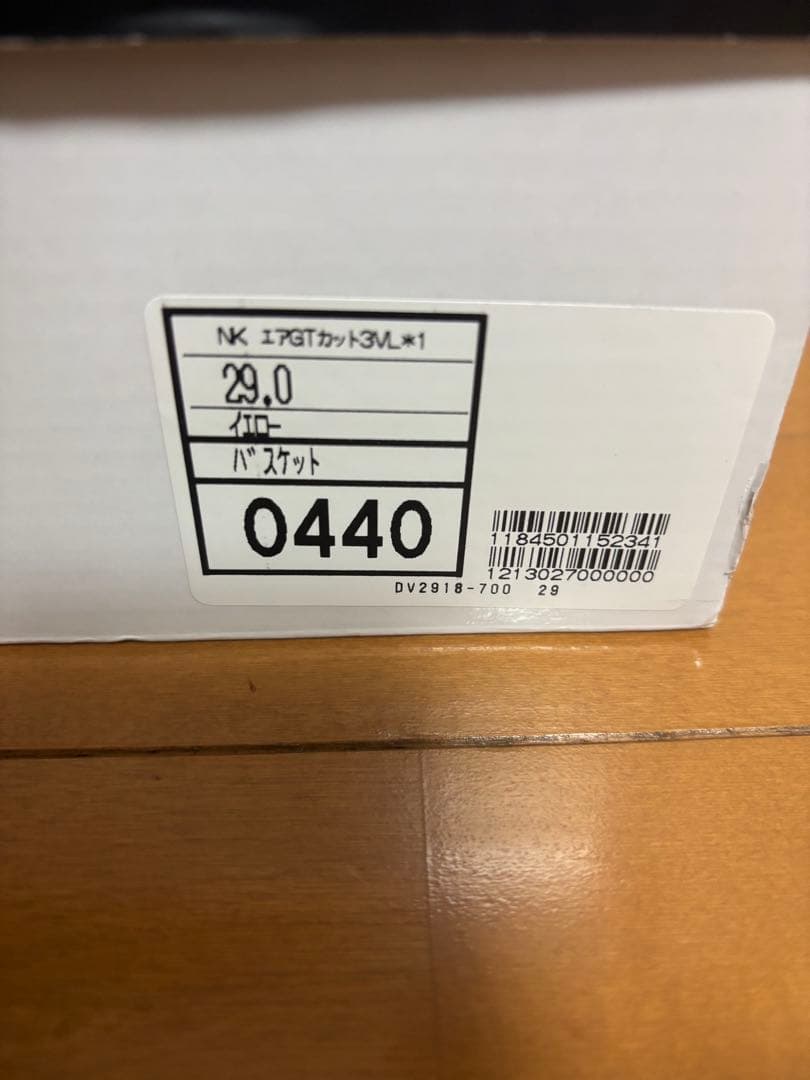 NK エアGTカット3VL*1
29.0
イエロー
バスケット
0440
1184501152341
1213027000000
DV2918-700 29